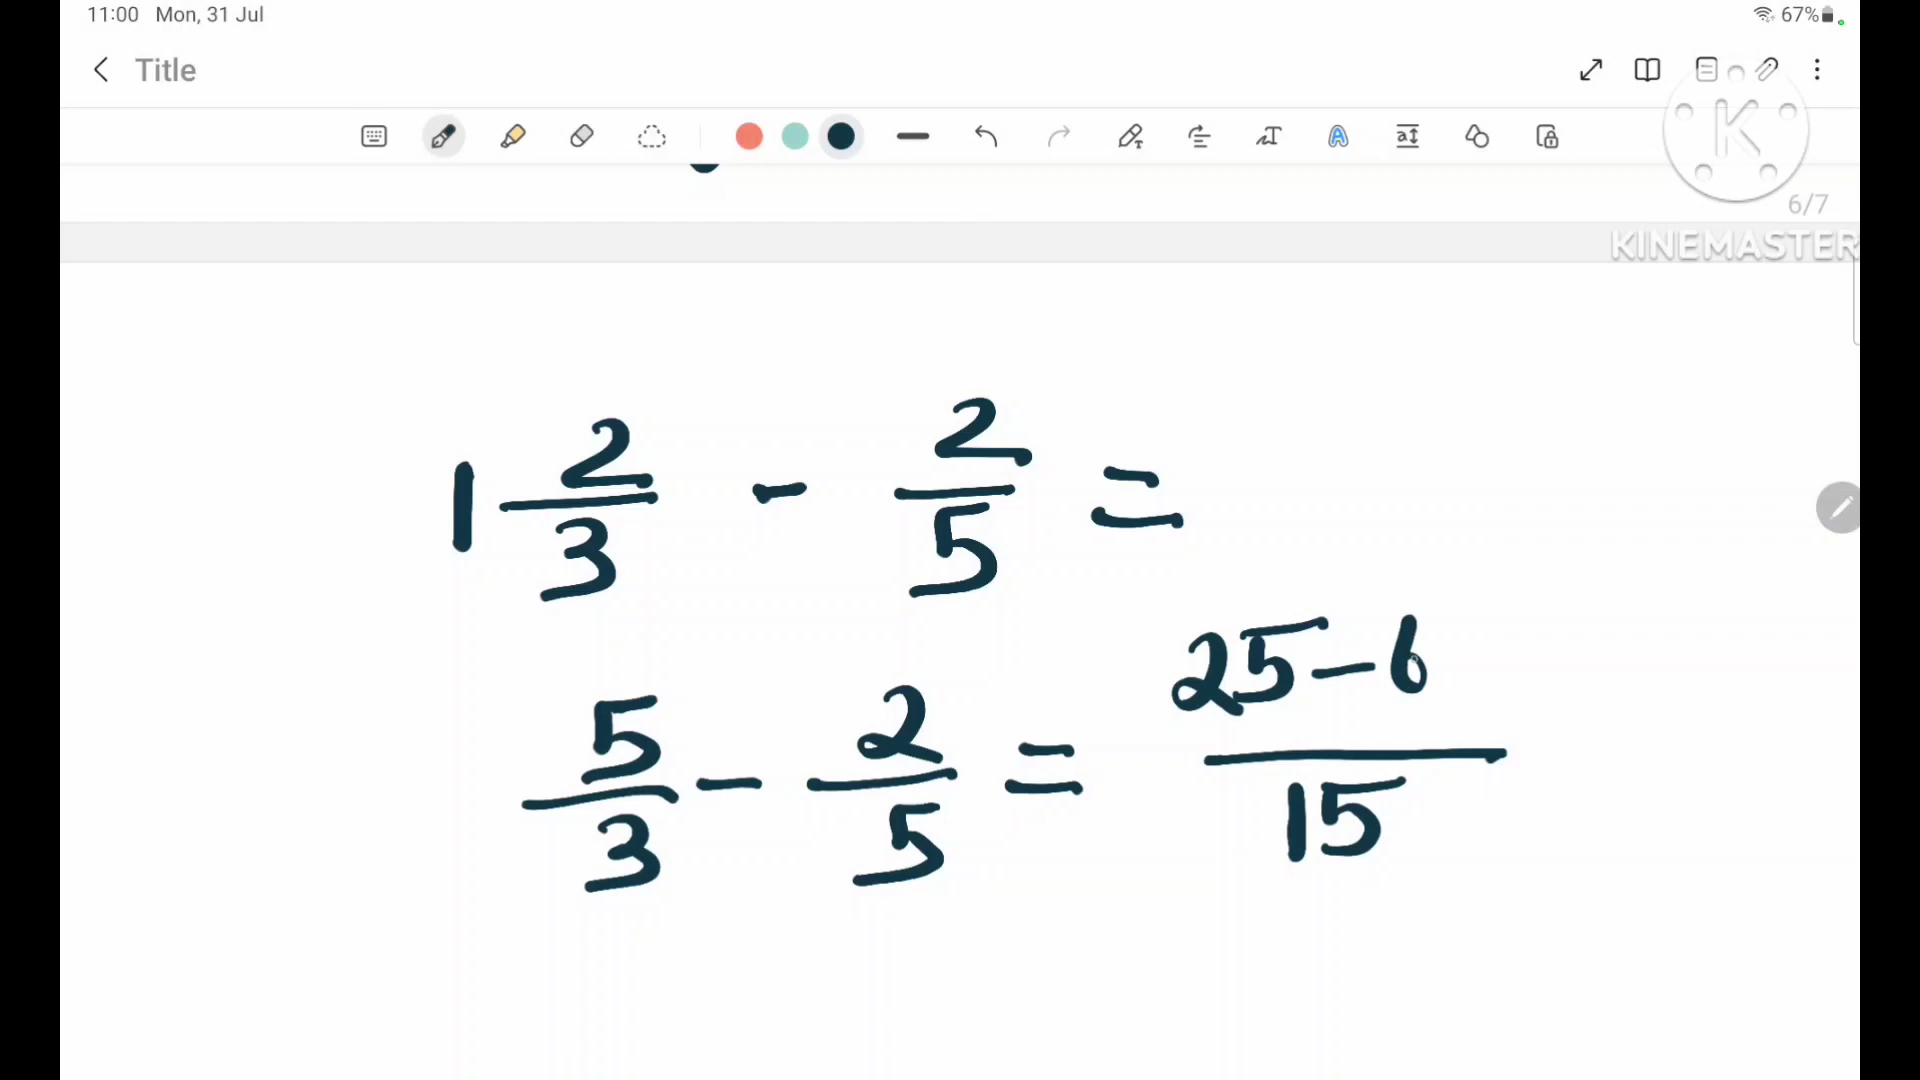 11:00 Mon, 31 Jul 67%
Title
K
6/7
KINEMASTER
1 2/3 - 2/5 =
5/3 - 2/5 = 25-6/15